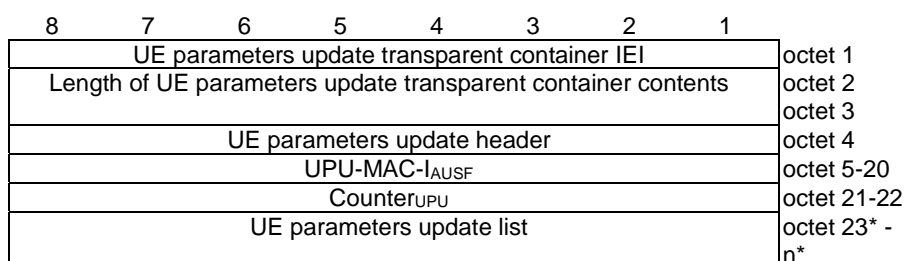 8 7 6 5 4 3 2 1
UE parameters update transparent container IEI octet 1
Length of UE parameters update transparent container contents octet 2
octet 3
UE parameters update header octet 4
UPU-MAC-IAUSF octet 5-20
CounterUPU octet 21-22
UE parameters update list octet 23* -
n*